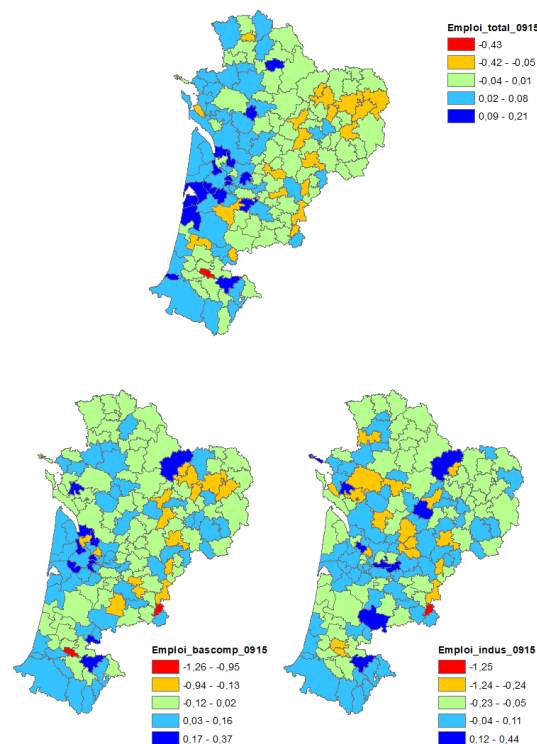 Emploi_total_0915
-0,43
-0,42 - -0,05
-0,04 - 0,01
0,02 - 0,08
0,09 - 0,21
Emploi_bascomp_0915
-1,26 - -0,95
-0,94 - -0,13
-0,12 - 0,02
0,03 - 0,16
0,17 - 0,37
Emploi_indus_0915
-1,25
-1,24 - -0,24
-0,23 - -0,05
-0,04 - 0,11
0,12 - 0,44